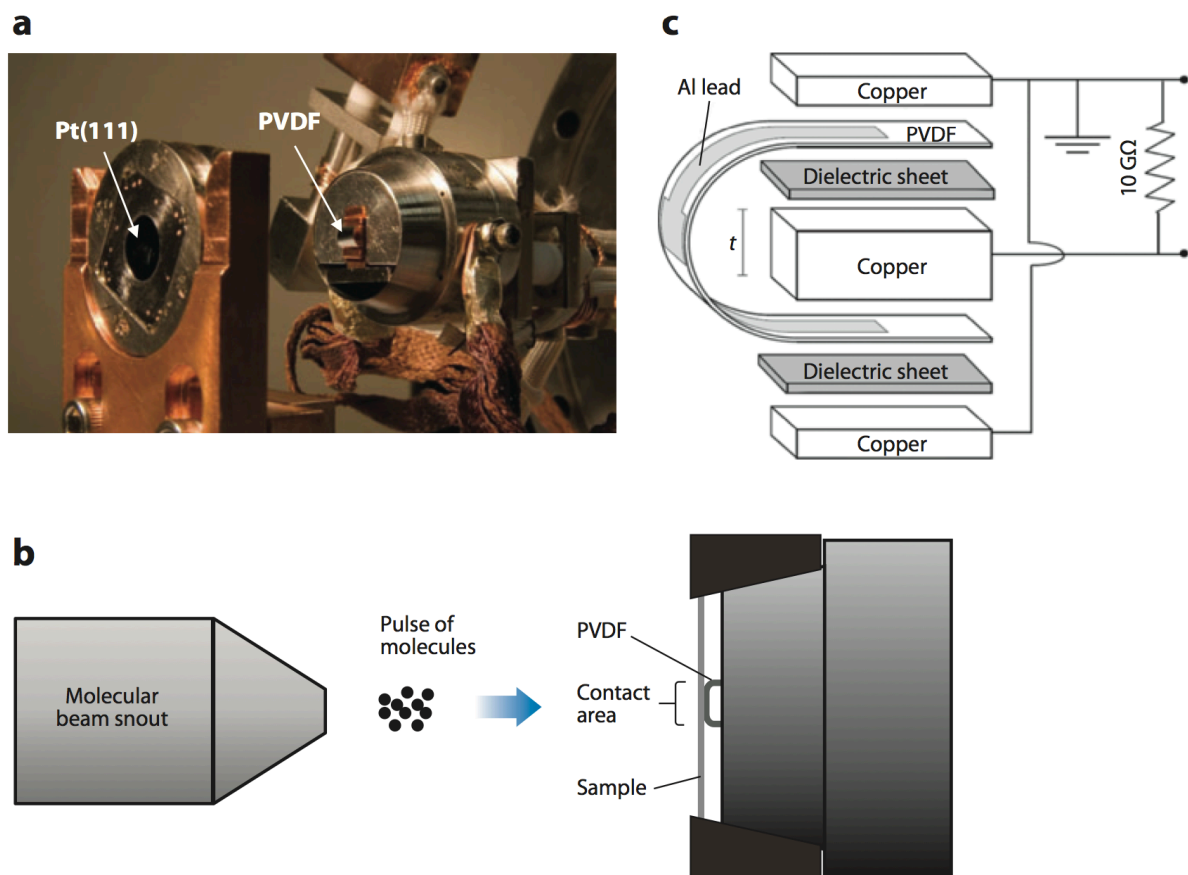 a
Pt(111)
PVDF
c
Copper
Al lead
PVDF
Dielectric sheet
t
Copper
10 GΩ
Dielectric sheet
Copper
b
Molecular
beam snout
Pulse of
molecules
PVDF
Contact
area
Sample